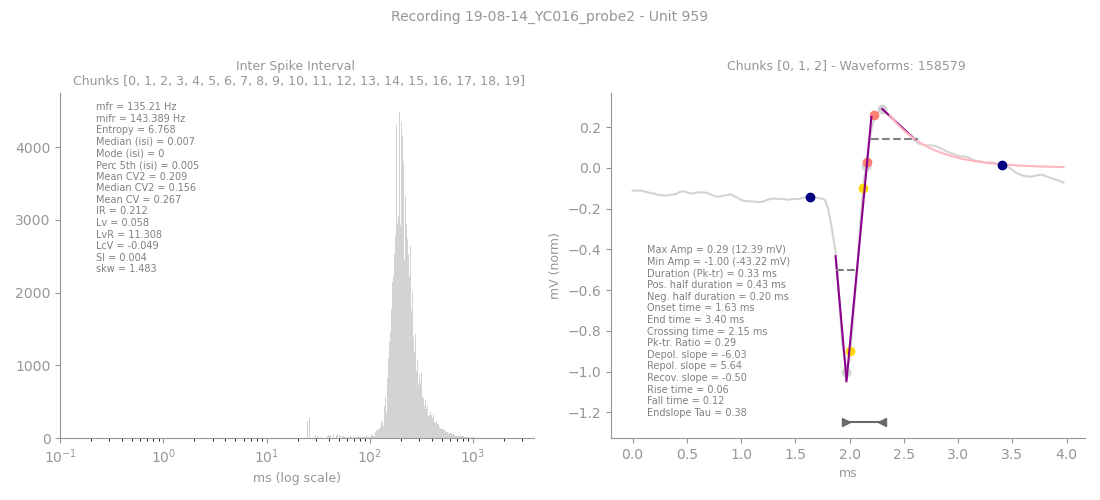 Recording 19-08-14_YC016_probe2 - Unit 959
Inter Spike Interval
Chunks [0, 1, 2, 3, 4, 5, 6, 7, 8, 9, 10, 11, 12, 13, 14, 15, 16, 17, 18, 19]
mfr = 135.21 Hz
mifr = 143.389 Hz
Entropy = 6.768
Median (isi) = 0.007
Mode (isi) = 0
Perc 5th (isi) = 0.005
Mean CV2 = 0.209
Median CV2 = 0.156
Mean CV = 0.267
IR = 0.212
Lv = 0.058
LvR = 11.308
LcV = -0.049
SI = 0.004
skw = 1.483
4000
3000
2000
1000
0
10⁻¹ 10⁰ 10¹ 10² 10³
ms (log scale)
Chunks [0, 1, 2] - Waveforms: 158579
mV (norm)
0.2
0.0
−0.2
−0.4
−0.6
−0.8
−1.0
−1.2
Max Amp = 0.29 (12.39 mV)
Min Amp = -1.00 (-43.22 mV)
Duration (Pk-tr) = 0.33 ms
Pos. half duration = 0.43 ms
Neg. half duration = 0.20 ms
Onset time = 1.63 ms
End time = 3.40 ms
Crossing time = 2.15 ms
Pk-tr. Ratio = 0.29
Depol. slope = -6.03
Repol. slope = 5.64
Recov. slope = -0.50
Rise time = 0.06
Fall time = 0.12
Endslope Tau = 0.38
0.0 0.5 1.0 1.5 2.0 2.5 3.0 3.5 4.0
ms